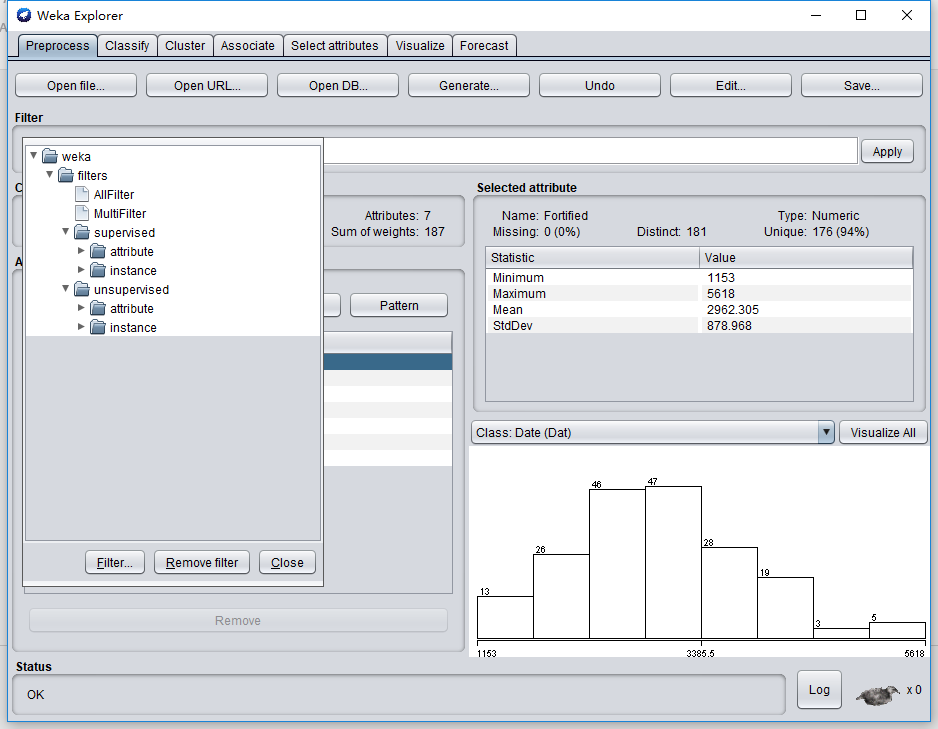 Weka Explorer
Preprocess Classify Cluster Associate Select attributes Visualize Forecast
Open file... Open URL... Open DB... Generate... Undo Edit... Save...
Filter
Apply
weka
filters
AllFilter
MultiFilter
supervised
attribute
instance
unsupervised
attribute
instance
Filter... Remove filter Close
C
Attributes: 7
Sum of weights: 187
A
Pattern
Remove
Selected attribute
Name: Fortified Type: Numeric
Missing: 0 (0%) Distinct: 181 Unique: 176 (94%)
Statistic Value
Minimum 1153
Maximum 5618
Mean 2962.305
StdDev 878.968
Class: Date (Dat) Visualize All
13 26 46 47 28 19 3 5
1153 3385.5 5618
Status
OK
Log x 0